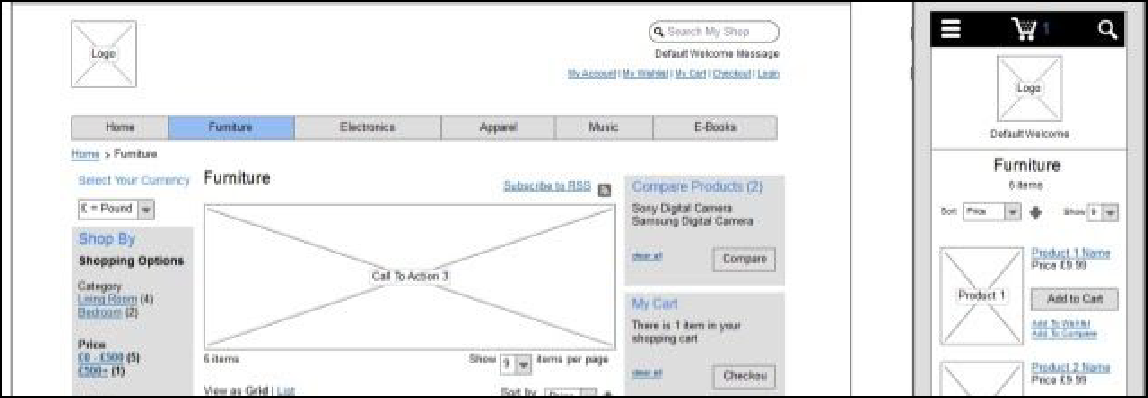 Logo
Search My Shop
Default Welcome Message
My Account | My Wishlist | My Cart | Checkout | Login
Home Furniture Electronics Apparel Music E-Books
Home > Furniture
Select Your Currency
£ = Pound
Shop By
Shopping Options
Category
Living Room (4)
Bedroom (2)
Price
£0 - £500 (5)
£500+ (1)
Furniture
Subscribe to RSS
Call To Action 3
6 items
Show 9 items per page
View as Grid | List
Sort by Price
Compare Products (2)
Sony Digital Camera
Samsung Digital Camera
clear all
Compare
My Cart
There is 1 item in your
shopping cart
Checkou
1
Logo
Default Welcome
Furniture
6 items
Sort Price Show 9
Product 1
Product 1 Name
Price £9.99
Add to Cart
Add To Wishlist
Add To Compare
Product 2 Name
Price £9.99